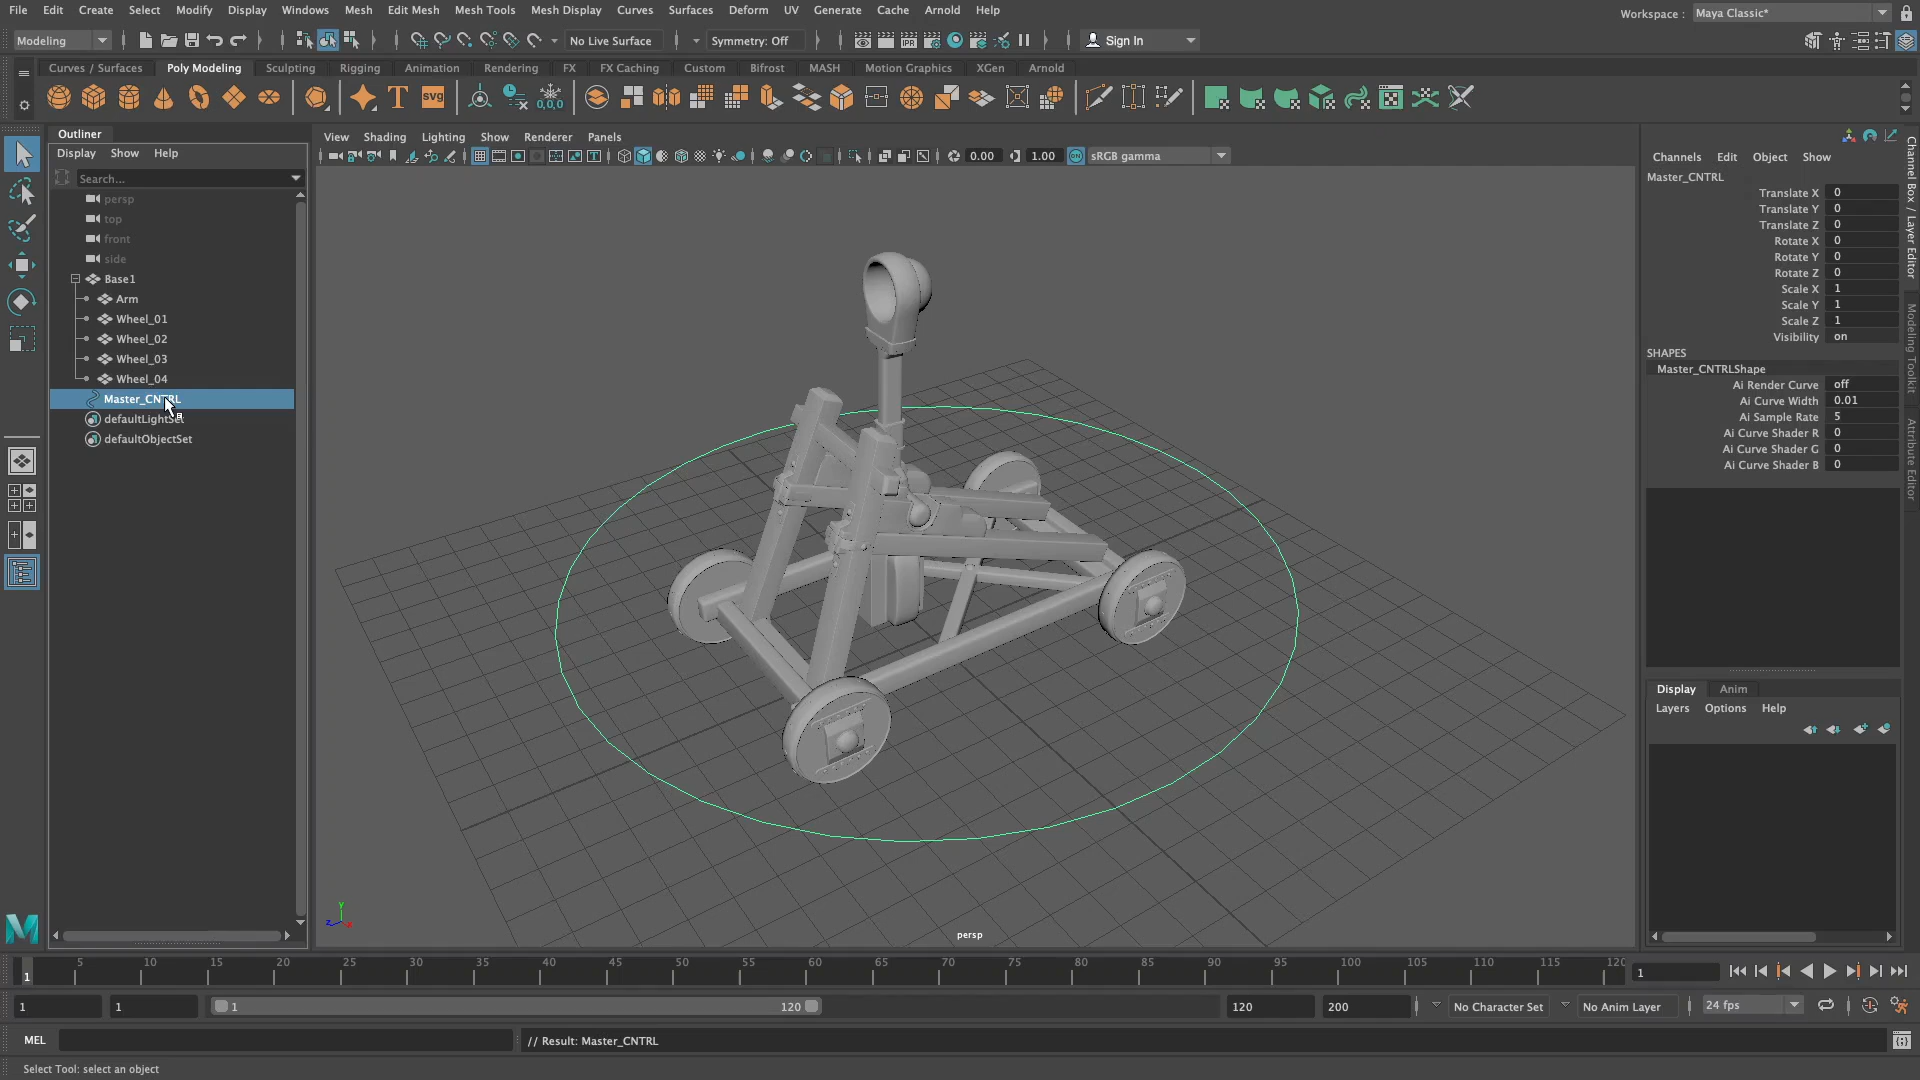 File Edit Create Select Modify Display Windows Mesh Edit Mesh Mesh Tools Mesh Display Curves Surfaces Deform UV Generate Cache Arnold Help
Workspace : Maya Classic*
Modeling No Live Surface Symmetry: Off Sign In
Curves / Surfaces Poly Modeling Sculpting Rigging Animation Rendering FX FX Caching Custom Bifrost MASH Motion Graphics XGen Arnold
Outliner
Display Show Help
Search...
persp
top
front
side
Base1
Arm
Wheel_01
Wheel_02
Wheel_03
Wheel_04
Master_CNTRL
defaultLightSet
defaultObjectSet
View Shading Lighting Show Renderer Panels
0.00 1.00 sRGB gamma
persp
Channels Edit Object Show
Master_CNTRL
Translate X 0
Translate Y 0
Translate Z 0
Rotate X 0
Rotate Y 0
Rotate Z 0
Scale X 1
Scale Y 1
Scale Z 1
Visibility on
SHAPES
Master_CNTRLShape
Ai Render Curve off
Ai Curve Width 0.01
Ai Sample Rate 5
Ai Curve Shader R 0
Ai Curve Shader G 0
Ai Curve Shader B 0
Channel Box / Layer Editor
Modeling Toolkit
Attribute Editor
Display Anim
Layers Options Help
1 5 10 15 20 25 30 35 40 45 50 55 60 65 70 75 80 85 90 95 100 105 110 115 120 1
1 1 1 120 120 200 No Character Set No Anim Layer 24 fps
MEL // Result: Master_CNTRL
Select Tool: select an object